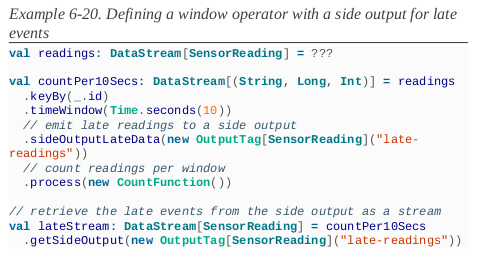 Example 6-20. Defining a window operator with a side output for late
events
val readings: DataStream[SensorReading] = ???
val countPer10Secs: DataStream[(String, Long, Int)] = readings
  .keyBy(_.id)
  .timeWindow(Time.seconds(10))
  // emit late readings to a side output
  .sideOutputLateData(new OutputTag[SensorReading]("late-
readings"))
  // count readings per window
  .process(new CountFunction())
// retrieve the late events from the side output as a stream
val lateStream: DataStream[SensorReading] = countPer10Secs
  .getSideOutput(new OutputTag[SensorReading]("late-readings"))